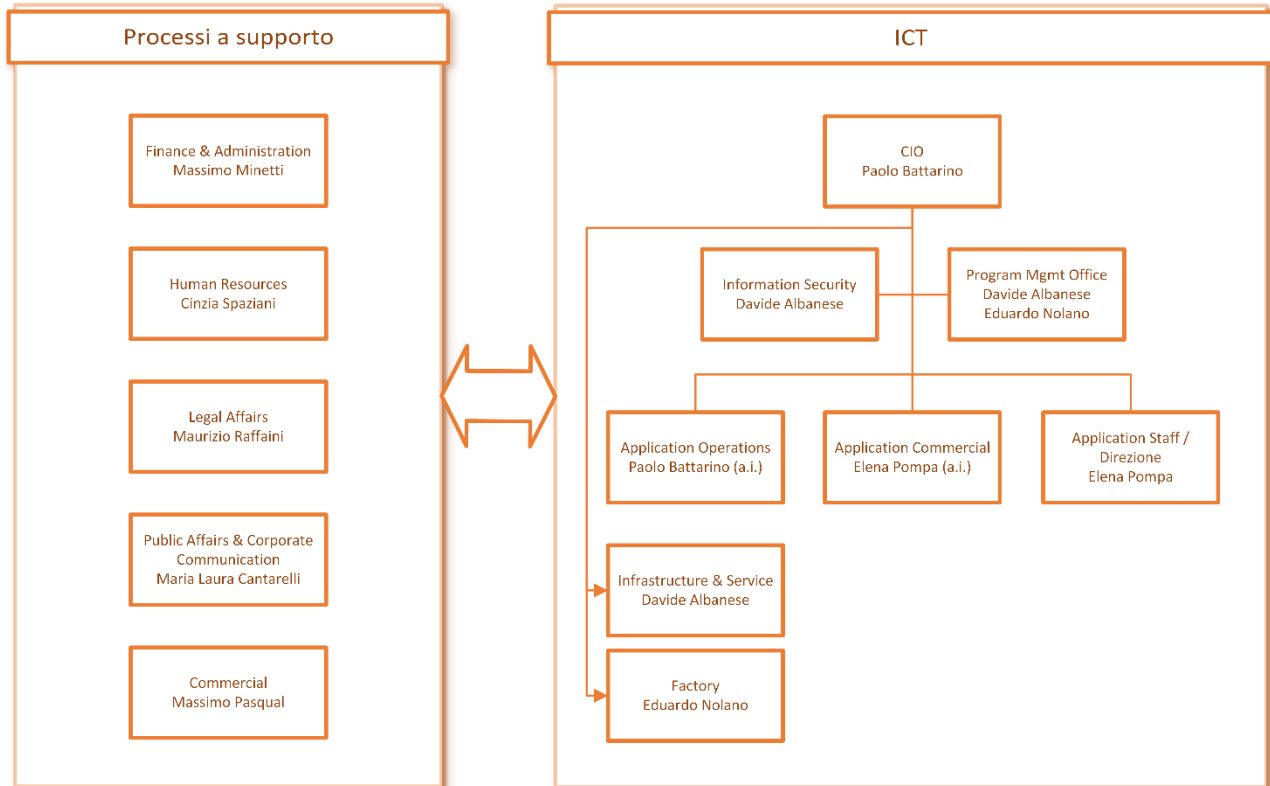 Processi a supporto
Finance & Administration
Massimo Minetti
Human Resources
Cinzia Spaziani
Legal Affairs
Maurizio Raffaini
Public Affairs & Corporate
Communication
Maria Laura Cantarelli
Commercial
Massimo Pasqual
ICT
CIO
Paolo Battarino
Information Security
Davide Albanese
Program Mgmt Office
Davide Albanese
Eduardo Nolano
Application Operations
Paolo Battarino (a.i.)
Application Commercial
Elena Pompa (a.i.)
Application Staff /
Direzione
Elena Pompa
Infrastructure & Service
Davide Albanese
Factory
Eduardo Nolano